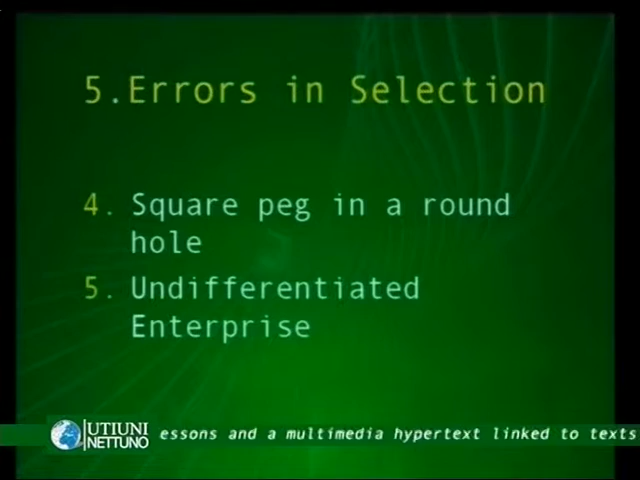 5.Errors in Selection
4. Square peg in a round
hole
5. Undifferentiated
Enterprise
UTIUNI
NETTUNO
essons and a multimedia hypertext linked to texts